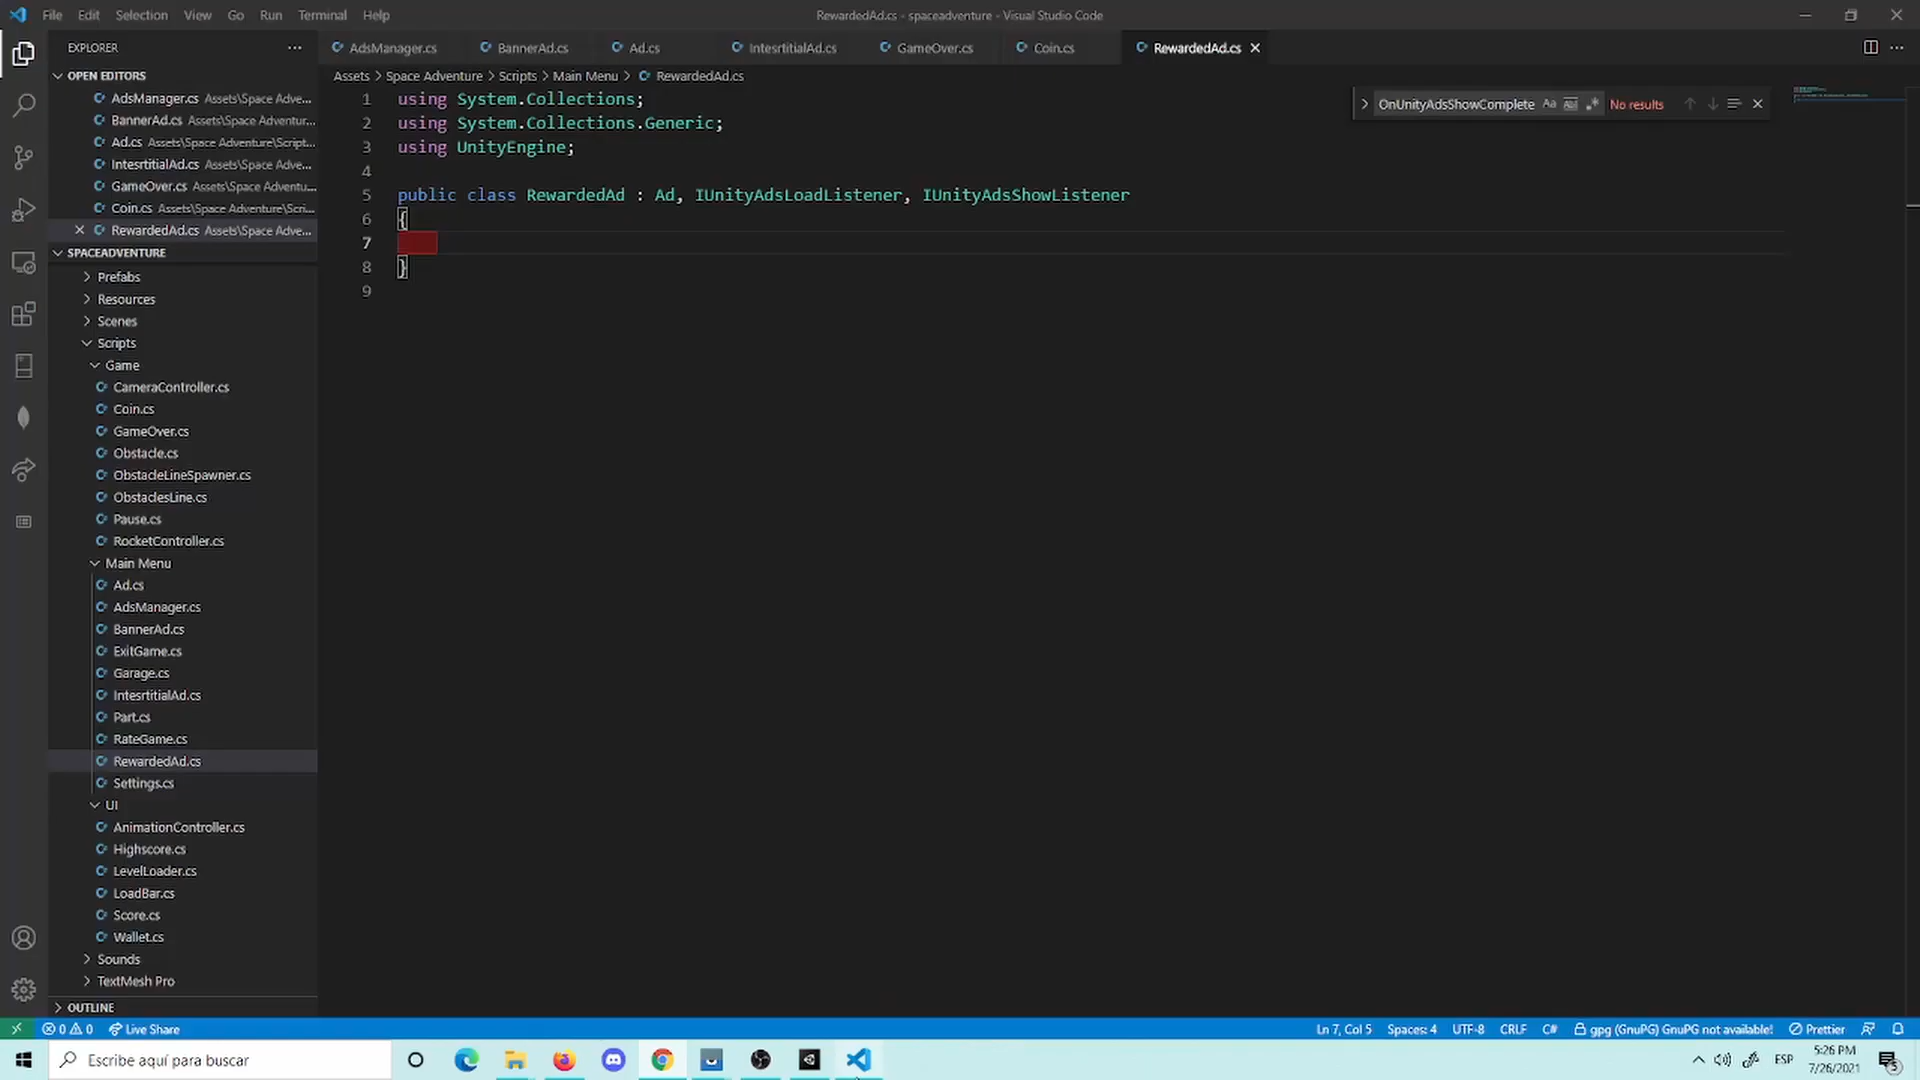 File Edit Selection View Go Run Terminal Help
RewardedAd.cs - spaceadventure - Visual Studio Code
EXPLORER
AdsManager.cs BannerAd.cs Ad.cs IntesrtitialAd.cs GameOver.cs Coin.cs RewardedAd.cs
OPEN EDITORS
AdsManager.cs Assets\Space Adve...
BannerAd.cs Assets\Space Adventur...
Ad.cs Assets\Space Adventure\Script...
IntesrtitialAd.cs Assets\Space Adve...
GameOver.cs Assets\Space Adventu...
Coin.cs Assets\Space Adventure\Scri...
RewardedAd.cs Assets\Space Adve...
SPACEADVENTURE
Prefabs
Resources
Scenes
Scripts
Game
CameraController.cs
Coin.cs
GameOver.cs
Obstacle.cs
ObstacleLineSpawner.cs
ObstaclesLine.cs
Pause.cs
RocketController.cs
Main Menu
Ad.cs
AdsManager.cs
BannerAd.cs
ExitGame.cs
Garage.cs
IntesrtitialAd.cs
Part.cs
RateGame.cs
RewardedAd.cs
Settings.cs
UI
AnimationController.cs
Highscore.cs
LevelLoader.cs
LoadBar.cs
Score.cs
Wallet.cs
Sounds
TextMesh Pro
OUTLINE
Assets > Space Adventure > Scripts > Main Menu > RewardedAd.cs
OnUnityAdsShowComplete Aa Abl .* No results
1 using System.Collections;
2 using System.Collections.Generic;
3 using UnityEngine;
4
5 public class RewardedAd : Ad, IUnityAdsLoadListener, IUnityAdsShowListener
6 {
7
8 }
9
0 0 Live Share
Ln 7, Col 5 Spaces: 4 UTF-8 CRLF C# gpg (GnuPG) GnuPG not available! Prettier
Escribe aquí para buscar
ESP
5:26 PM
7/26/2021
5